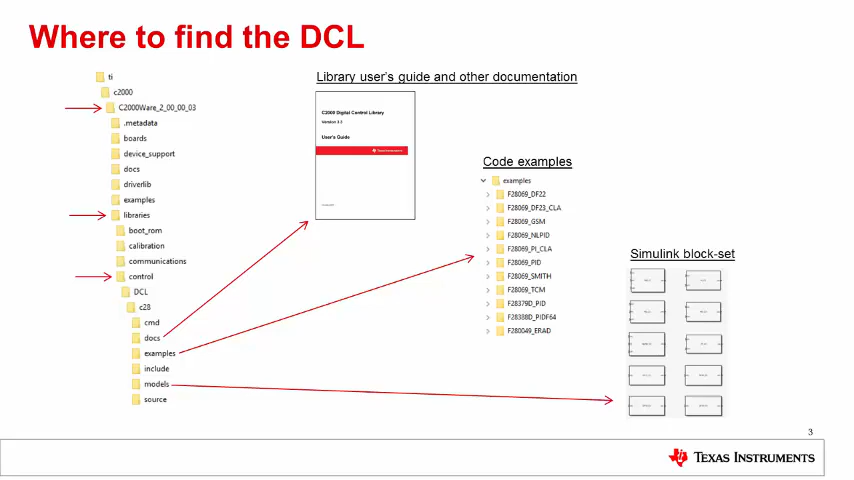 Where to find the DCL
ti
c2000
C2000Ware_2_00_00_03
.metadata
boards
device_support
docs
driverlib
examples
libraries
boot_rom
calibration
communications
control
DCL
c28
cmd
docs
examples
include
models
source
Library user's guide and other documentation
C2000 Digital Control Library
User's Guide
TEXAS INSTRUMENTS
Code examples
examples
F28069_DF22
F28069_DF23_CLA
F28069_GSM
F28069_NLPID
F28069_PI_CLA
F28069_PID
F28069_SMITH
F28069_TCM
F28379D_PID
F28388D_PIDF64
F280049_ERAD
Simulink block-set
3
TEXAS INSTRUMENTS